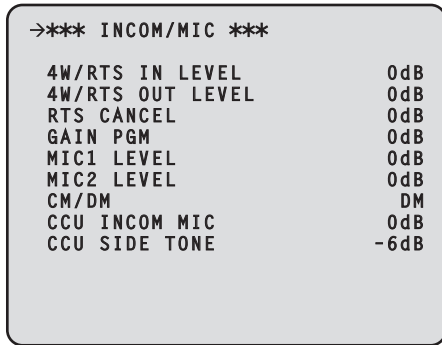 →*** INCOM/MIC ***
4W/RTS IN LEVEL 0dB
4W/RTS OUT LEVEL 0dB
RTS CANCEL 0dB
GAIN PGM 0dB
MIC1 LEVEL 0dB
MIC2 LEVEL 0dB
CM/DM DM
CCU INCOM MIC 0dB
CCU SIDE TONE -6dB